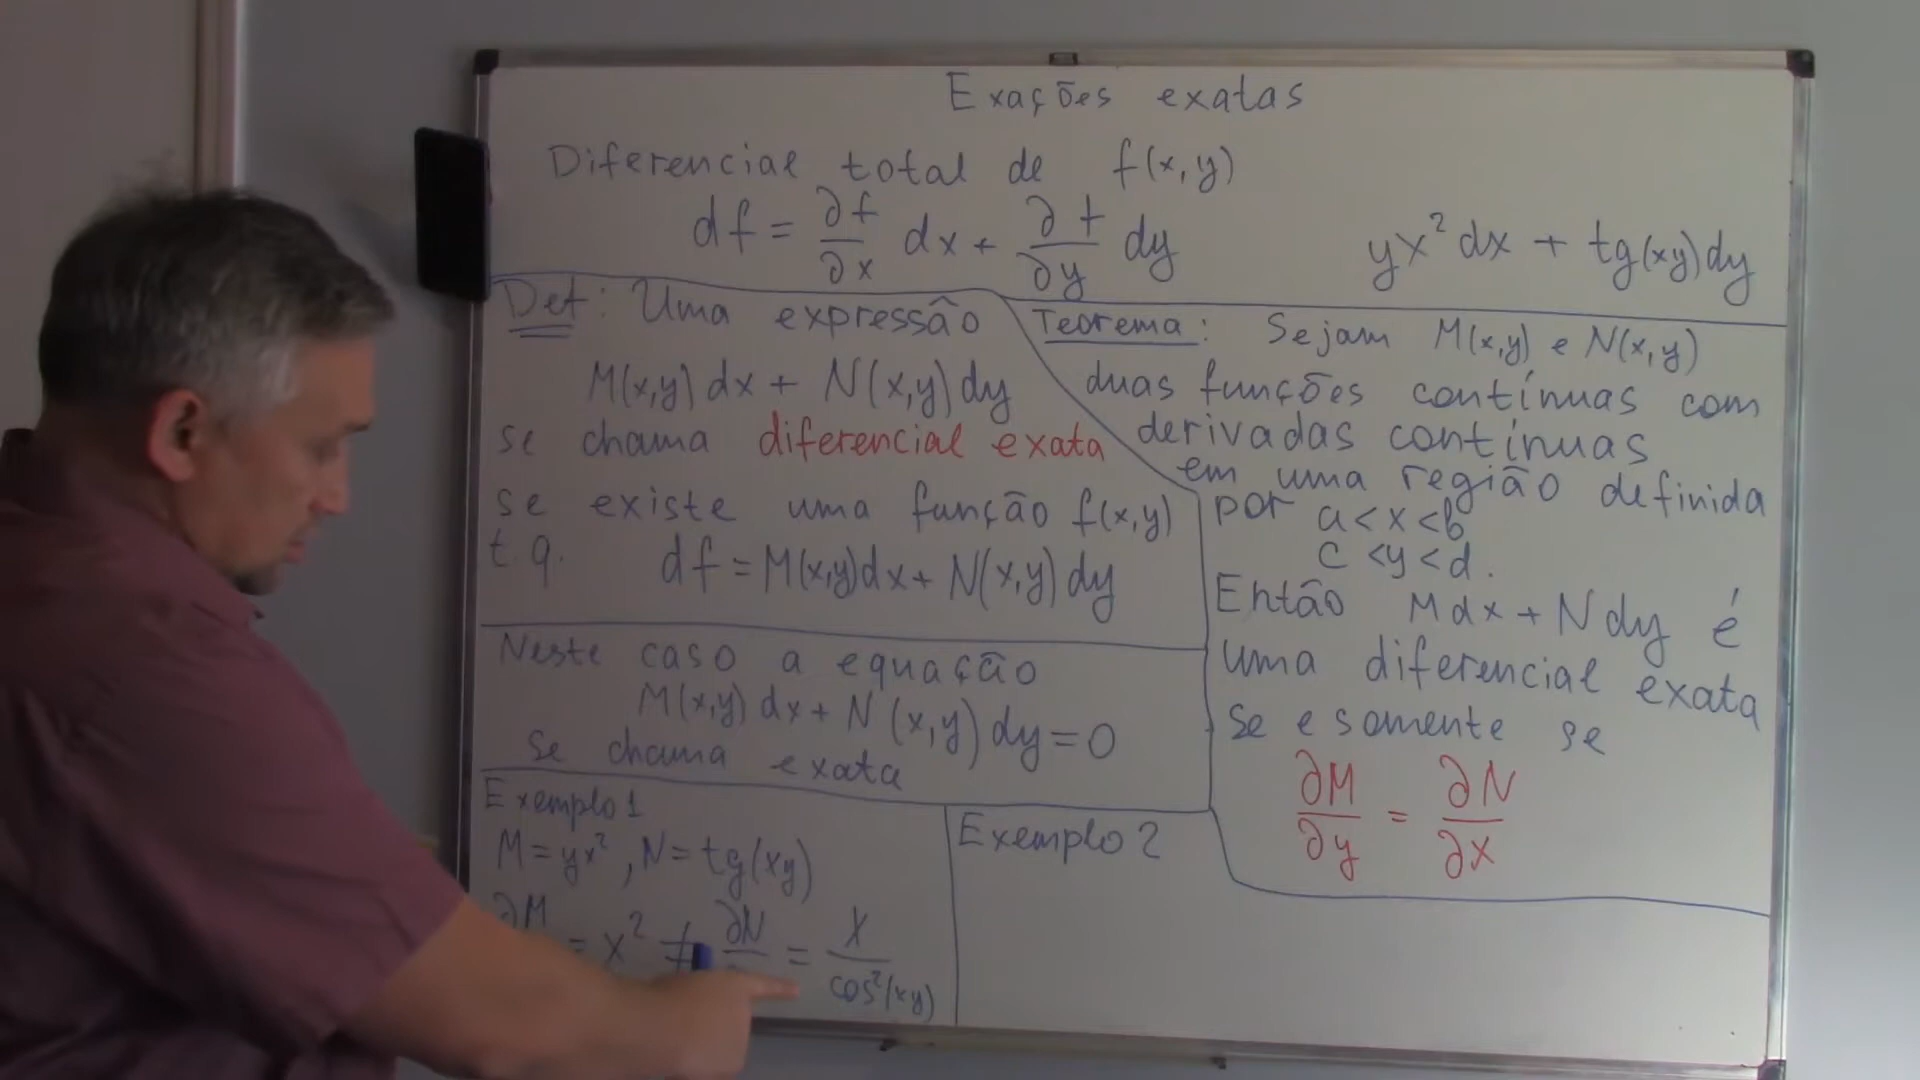 Exações exatas
Diferencial total de f(x,y)
df = ∂f/∂x dx + ∂f/∂y dy
yx² dx + tg(xy)dy
Def: Uma expressão
M(x,y) dx + N(x,y) dy
se chama diferencial exata
se existe uma função f(x,y)
t.q. df = M(x,y)dx + N(x,y) dy
Neste caso a equação
M(x,y) dx + N(x,y) dy = 0
se chama exata
Teorema: Sejam M(x,y) e N(x,y)
duas funções contínuas com
derivadas contínuas
em uma região definida
por a < x < b
c < y < d.
Então Mdx + Ndy é
uma diferencial exata
se e somente se
∂M/∂y = ∂N/∂x
Exemplo 1
M = yx², N = tg(xy)
∂M = x² ≠ ∂N = x/cos²(xy)
Exemplo 2